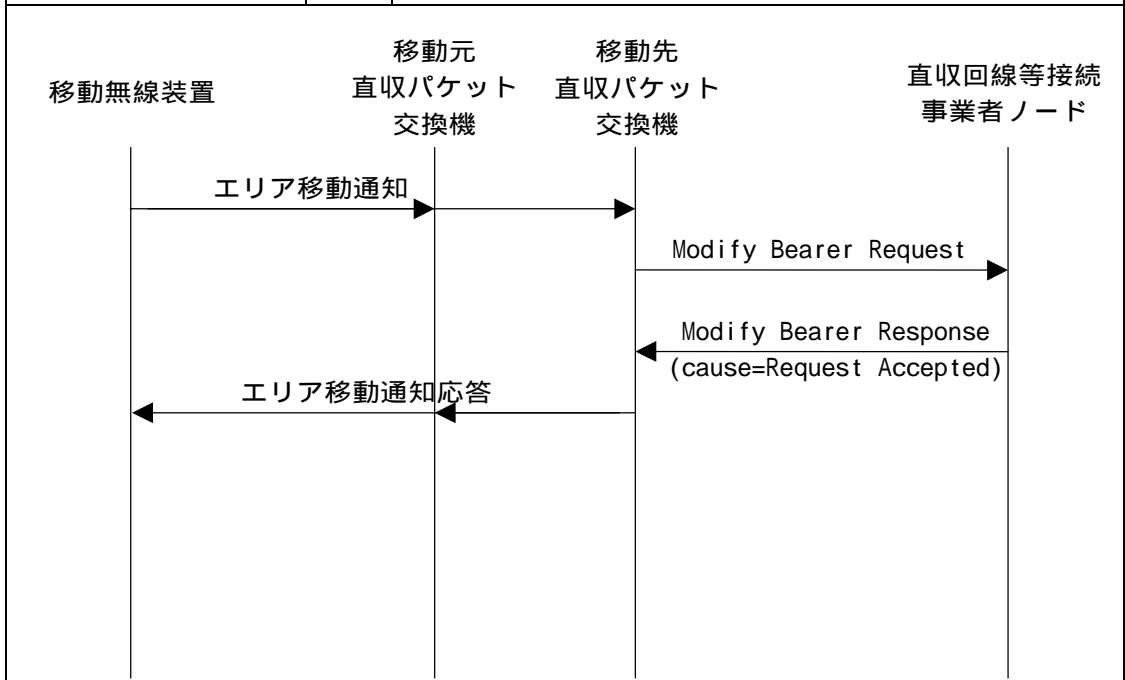 移動無線装置
移動元
直収パケット
交換機
移動先
直収パケット
交換機
直収回線等接続
事業者ノード
エリア移動通知
Modify Bearer Request
Modify Bearer Response
(cause=Request Accepted)
エリア移動通知応答